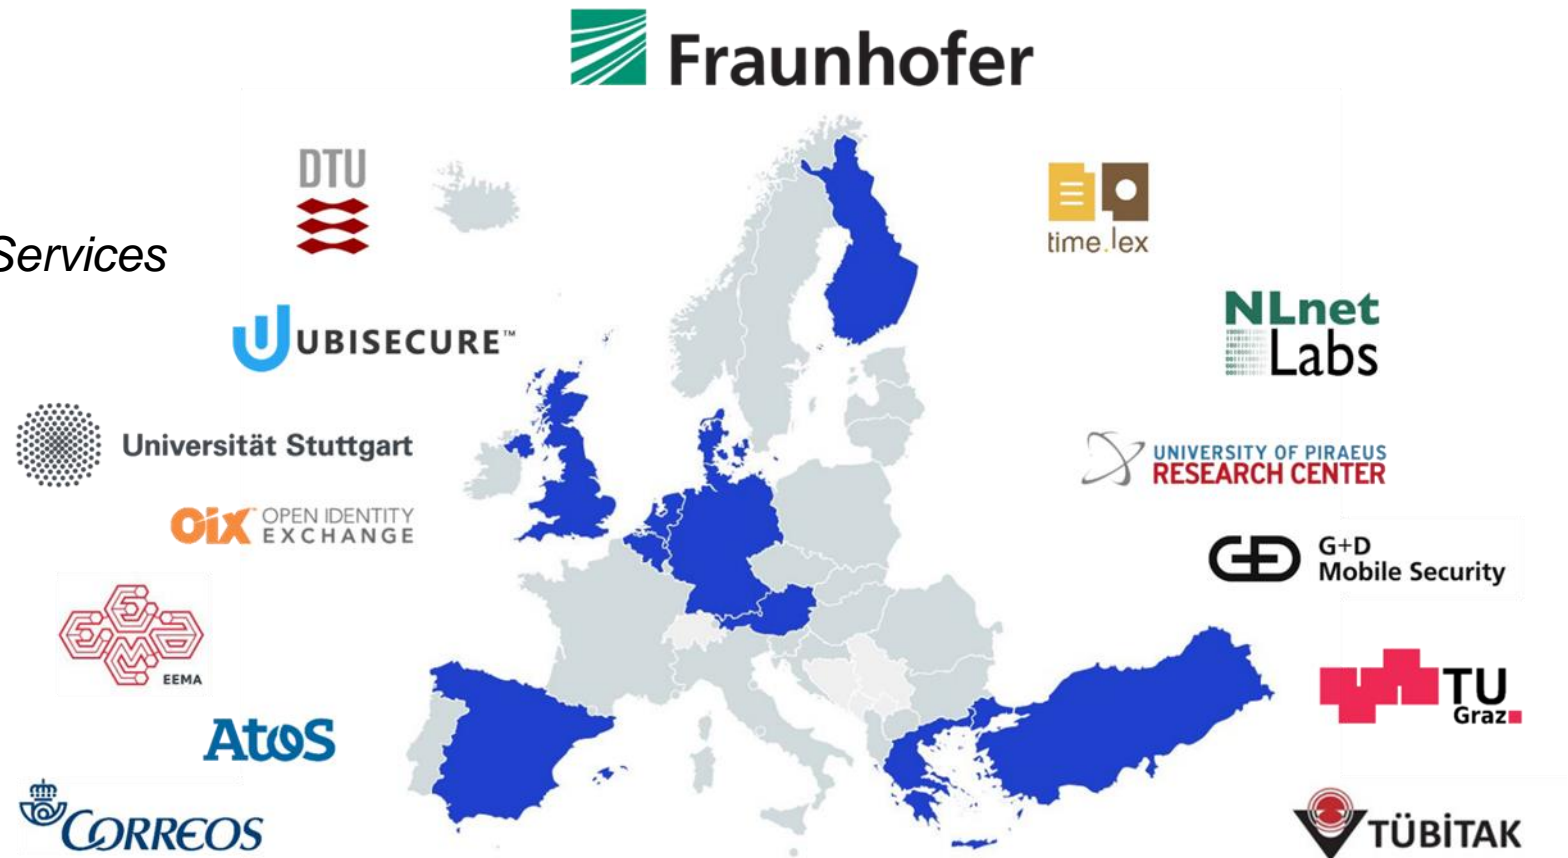 Fraunhofer
DTU
time.lex
Services
UBISECURE™
NLnet
Labs
Universität Stuttgart
UNIVERSITY OF PIRAEUS
RESEARCH CENTER
OIX™ OPEN IDENTITY
EXCHANGE
G+D
Mobile Security
EEMA
TU
Graz
Atos
CORREOS
TÜBİTAK